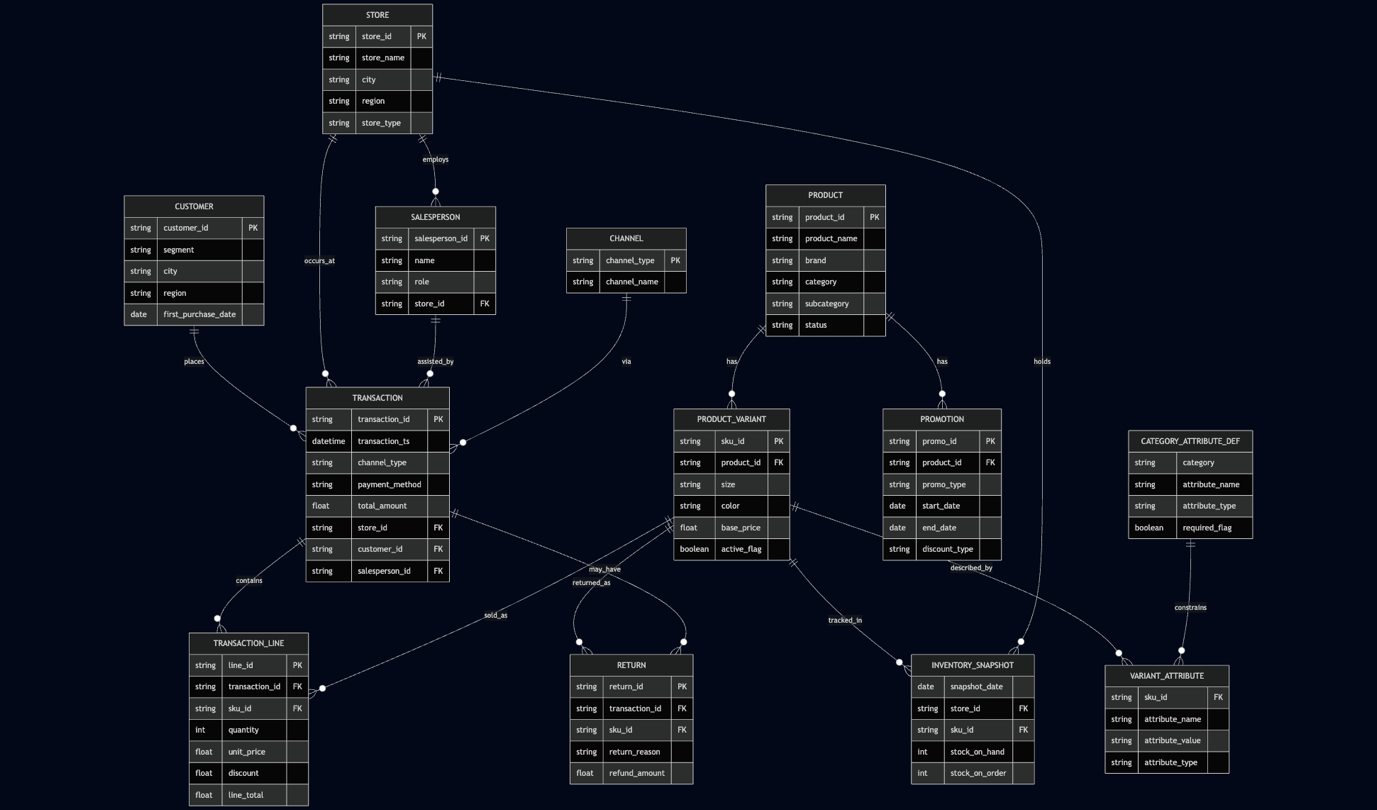 STORE
string store_id PK
string store_name
string city
string region
string store_type
employs
occurs_at
CUSTOMER
string customer_id PK
string segment
string city
string region
date first_purchase_date
places
SALESPERSON
string salesperson_id PK
string name
string role
string store_id FK
assisted_by
CHANNEL
string channel_type PK
string channel_name
via
PRODUCT
string product_id PK
string product_name
string brand
string category
string subcategory
string status
has
has
holds
TRANSACTION
string transaction_id PK
datetime transaction_ts
string channel_type
string payment_method
float total_amount
string store_id FK
string customer_id FK
string salesperson_id FK
PRODUCT_VARIANT
string sku_id PK
string product_id FK
string size
string color
float base_price
boolean active_flag
PROMOTION
string promo_id PK
string product_id FK
string promo_type
date start_date
date end_date
string discount_type
CATEGORY_ATTRIBUTE_DEF
string category
string attribute_name
string attribute_type
boolean required_flag
contains
may_have
returned_as
sold_as
described_by
tracked_in
constrains
TRANSACTION_LINE
string line_id PK
string transaction_id FK
string sku_id FK
int quantity
float unit_price
float discount
float line_total
RETURN
string return_id PK
string transaction_id FK
string sku_id FK
string return_reason
float refund_amount
INVENTORY_SNAPSHOT
date snapshot_date
string store_id FK
string sku_id FK
int stock_on_hand
int stock_on_order
VARIANT_ATTRIBUTE
string sku_id FK
string attribute_name
string attribute_value
string attribute_type